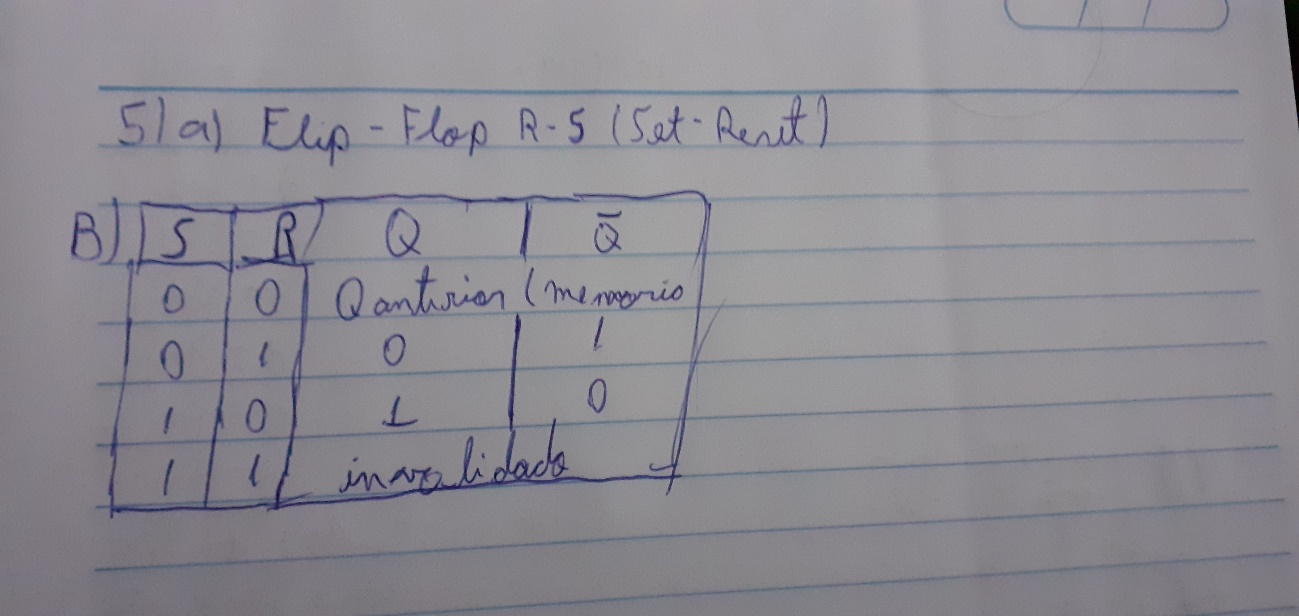 5) a) Flip-Flop R-S (Set-Reset)
B) S R Q Q̄
0 0 Q anterior (memoria
0 1 0 1
1 0 1 0
1 1 invalidado